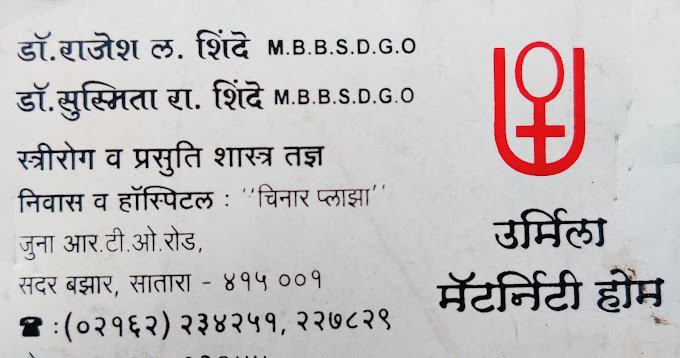 डॉ.राजेश ल. शिंदे M.B.B.S.D.G.O
डॉ.सुस्मिता रा. शिंदे M.B.B.S.D.G.O
स्त्रीरोग व प्रसुति शास्त्र तज्ञ
निवास व हॉस्पिटल : "चिनार प्लाझा"
जुना आर.टी.ओ.रोड,
सदर बझार, सातारा - ४१५ ००१
☎ :(०२१६२) २३४२५१, २२७८२९
उर्मिला
मॅटर्निटी होम